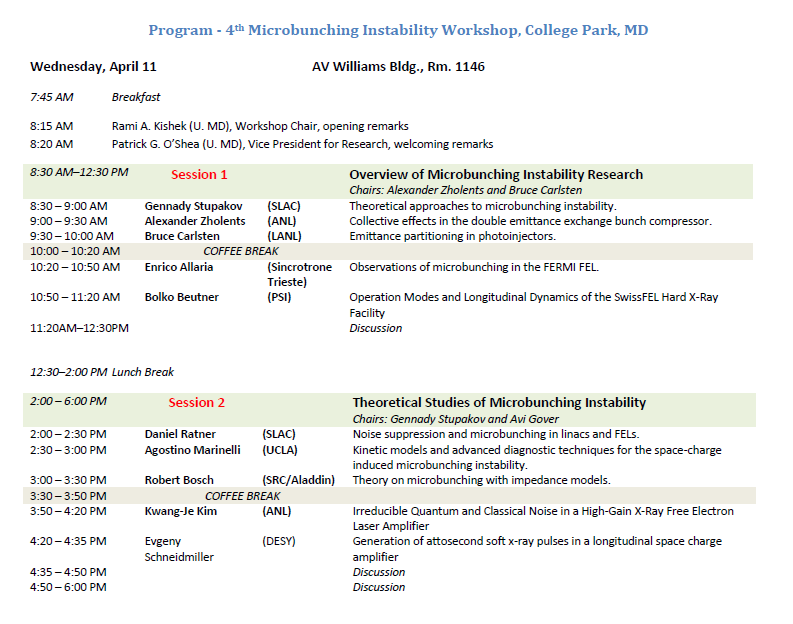 Program - 4th Microbunching Instability Workshop, College Park, MD
Wednesday, April 11 AV Williams Bldg., Rm. 1146
7:45 AM Breakfast
8:15 AM Rami A. Kishek (U. MD), Workshop Chair, opening remarks
8:20 AM Patrick G. O'Shea (U. MD), Vice President for Research, welcoming remarks
8:30 AM–12:30 PM Session 1 Overview of Microbunching Instability Research
Chairs: Alexander Zholents and Bruce Carlsten
8:30 – 9:00 AM Gennady Stupakov (SLAC) Theoretical approaches to microbunching instability.
9:00 – 9:30 AM Alexander Zholents (ANL) Collective effects in the double emittance exchange bunch compressor.
9:30 – 10:00 AM Bruce Carlsten (LANL) Emittance partitioning in photoinjectors.
10:00 – 10:20 AM COFFEE BREAK
10:20 – 10:50 AM Enrico Allaria (Sincrotrone Observations of microbunching in the FERMI FEL.
Trieste)
10:50 – 11:20 AM Bolko Beutner (PSI) Operation Modes and Longitudinal Dynamics of the SwissFEL Hard X-Ray
Facility
11:20AM–12:30PM Discussion
12:30–2:00 PM Lunch Break
2:00 – 6:00 PM Session 2 Theoretical Studies of Microbunching Instability
Chairs: Gennady Stupakov and Avi Gover
2:00 – 2:30 PM Daniel Ratner (SLAC) Noise suppression and microbunching in linacs and FELs.
2:30 – 3:00 PM Agostino Marinelli (UCLA) Kinetic models and advanced diagnostic techniques for the space-charge
induced microbunching instability.
3:00 – 3:30 PM Robert Bosch (SRC/Aladdin) Theory on microbunching with impedance models.
3:30 – 3:50 PM COFFEE BREAK
3:50 – 4:20 PM Kwang-Je Kim (ANL) Irreducible Quantum and Classical Noise in a High-Gain X-Ray Free Electron
Laser Amplifier
4:20 – 4:35 PM Evgeny (DESY) Generation of attosecond soft x-ray pulses in a longitudinal space charge
Schneidmiller amplifier
4:35 – 4:50 PM Discussion
4:50 – 6:00 PM Discussion